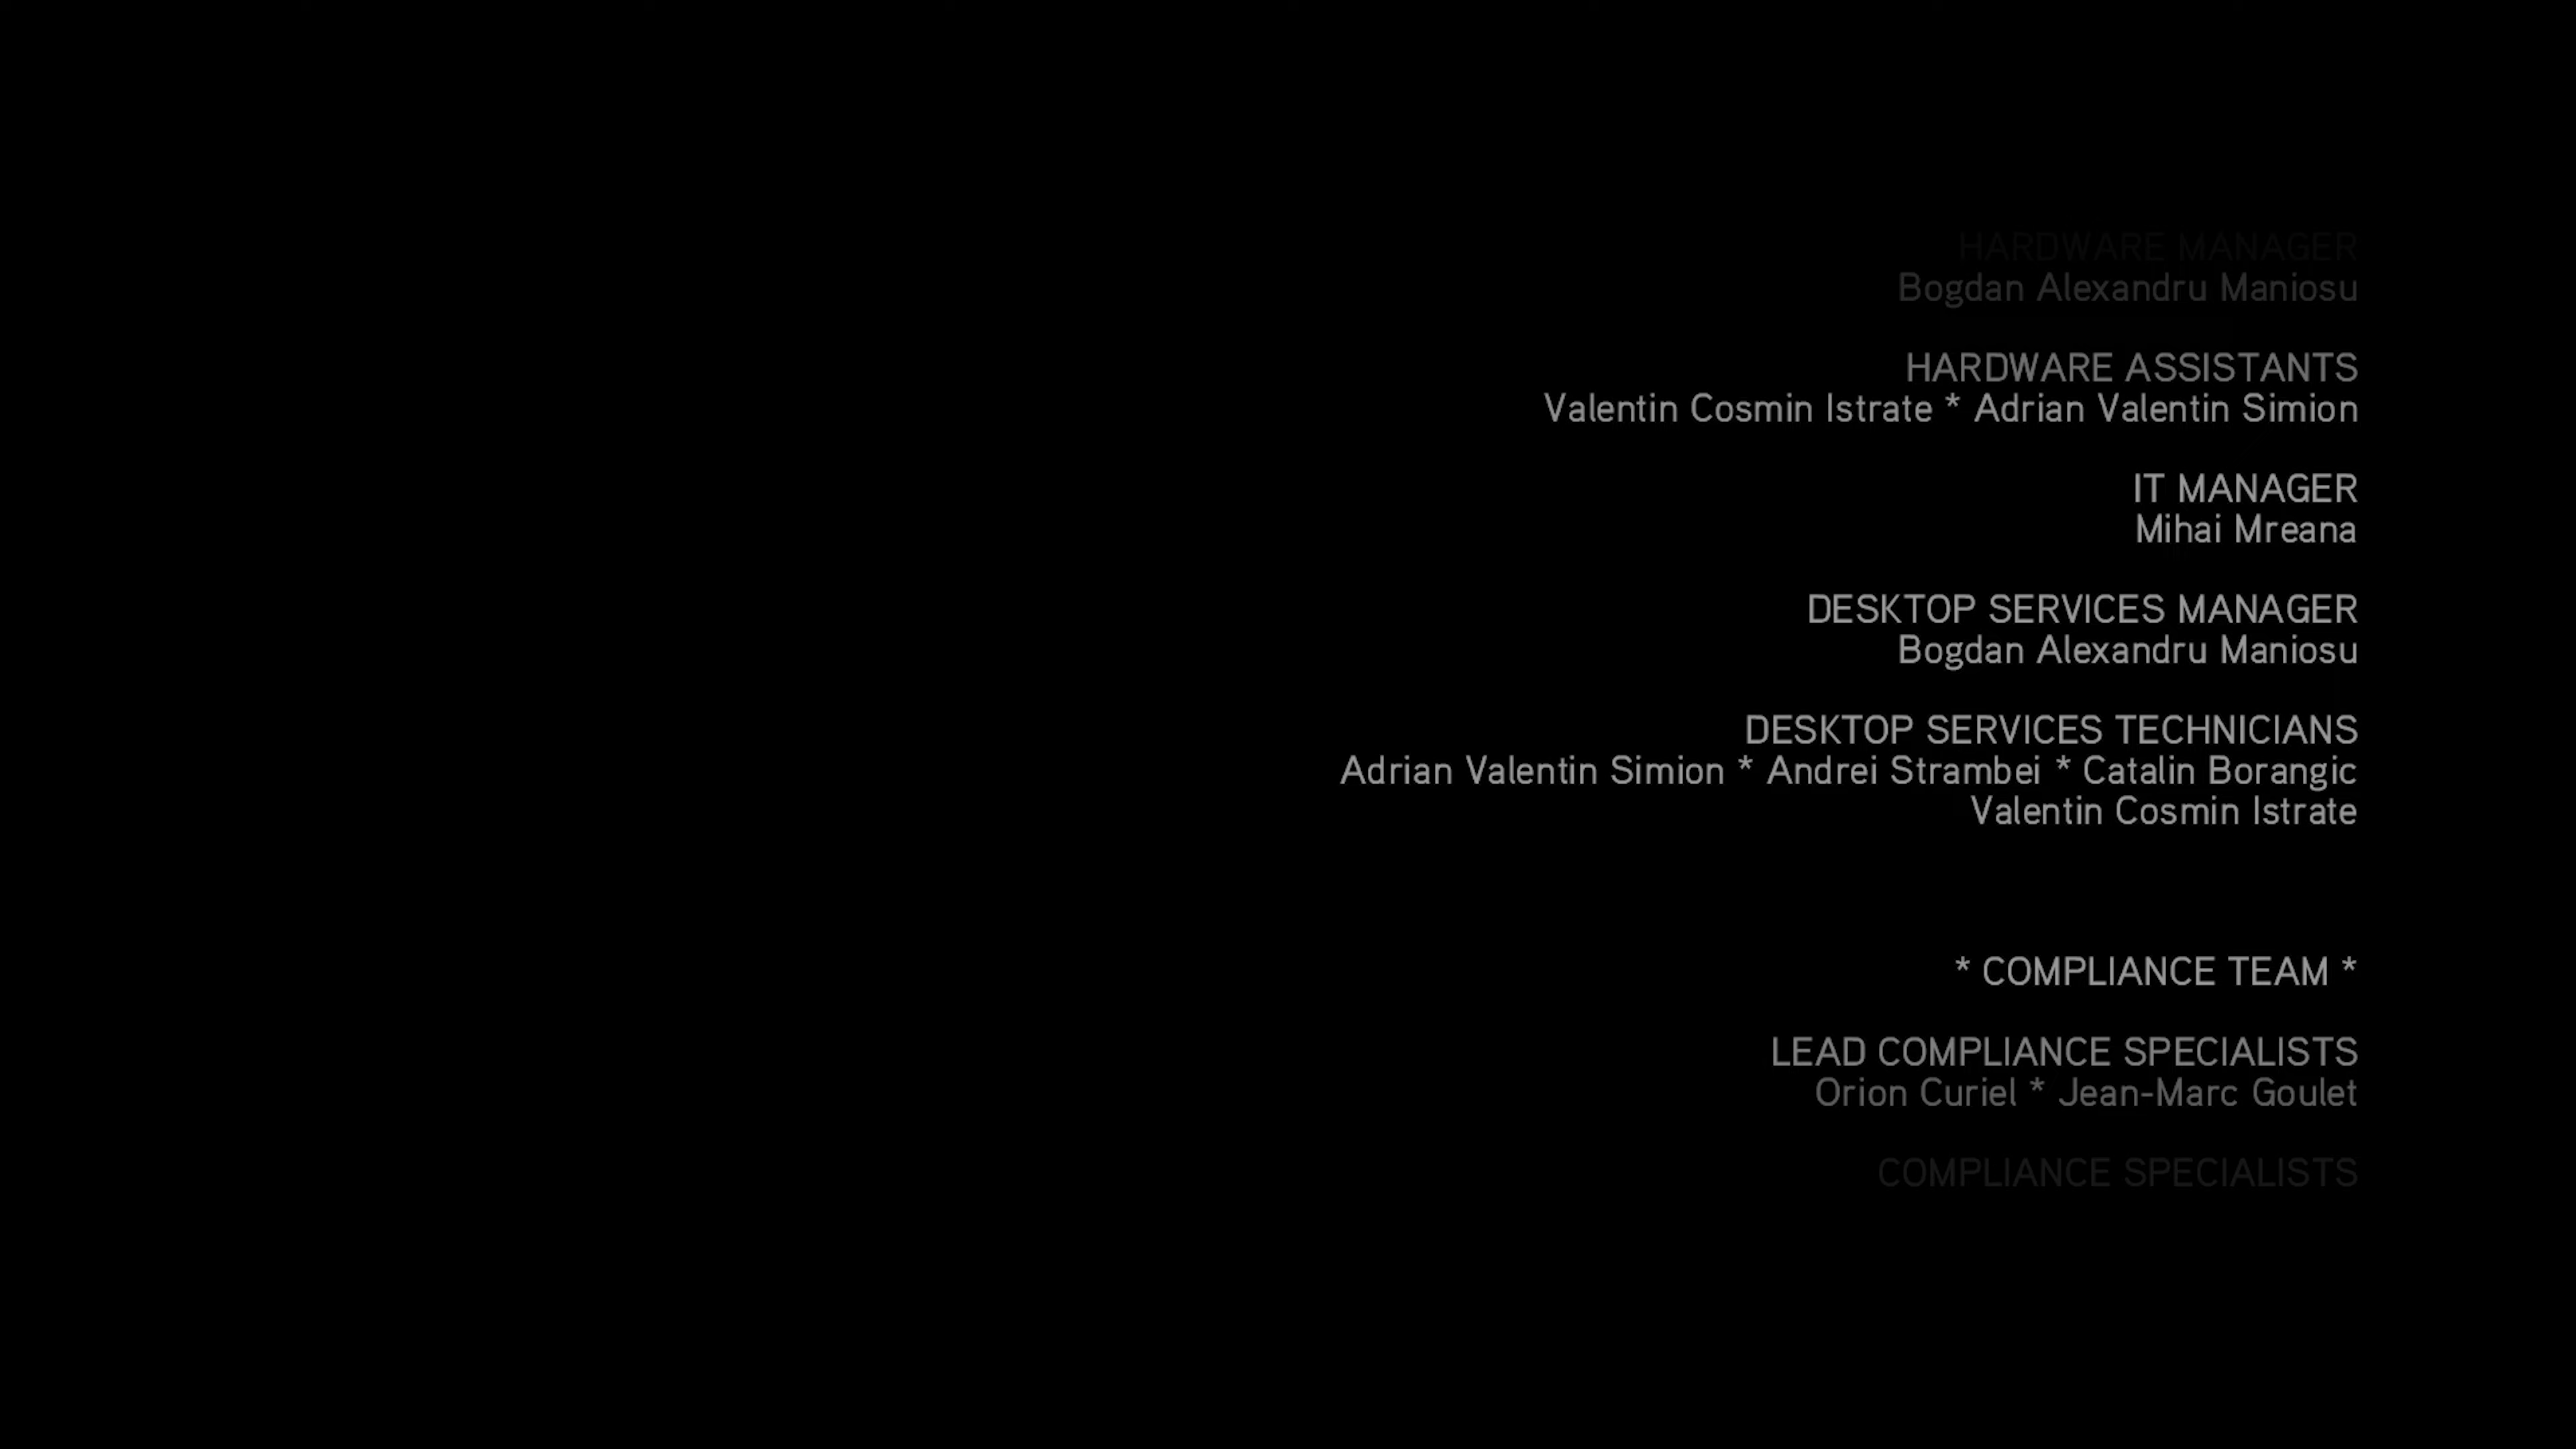 HARDWARE MANAGER
Bogdan Alexandru Maniosu
HARDWARE ASSISTANTS
Valentin Cosmin Istrate * Adrian Valentin Simion
IT MANAGER
Mihai Mreana
DESKTOP SERVICES MANAGER
Bogdan Alexandru Maniosu
DESKTOP SERVICES TECHNICIANS
Adrian Valentin Simion * Andrei Strambei * Catalin Borangic
Valentin Cosmin Istrate
* COMPLIANCE TEAM *
LEAD COMPLIANCE SPECIALISTS
Orion Curiel * Jean-Marc Goulet
COMPLIANCE SPECIALISTS